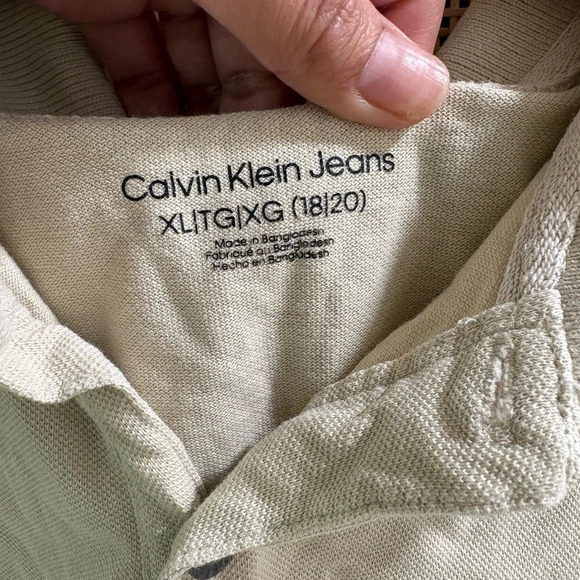 Calvin Klein Jeans
XL|TG|XG (18|20)
Made in Bangladesh
Fabriqué au Bangladesh
Hecho en Bangladesh